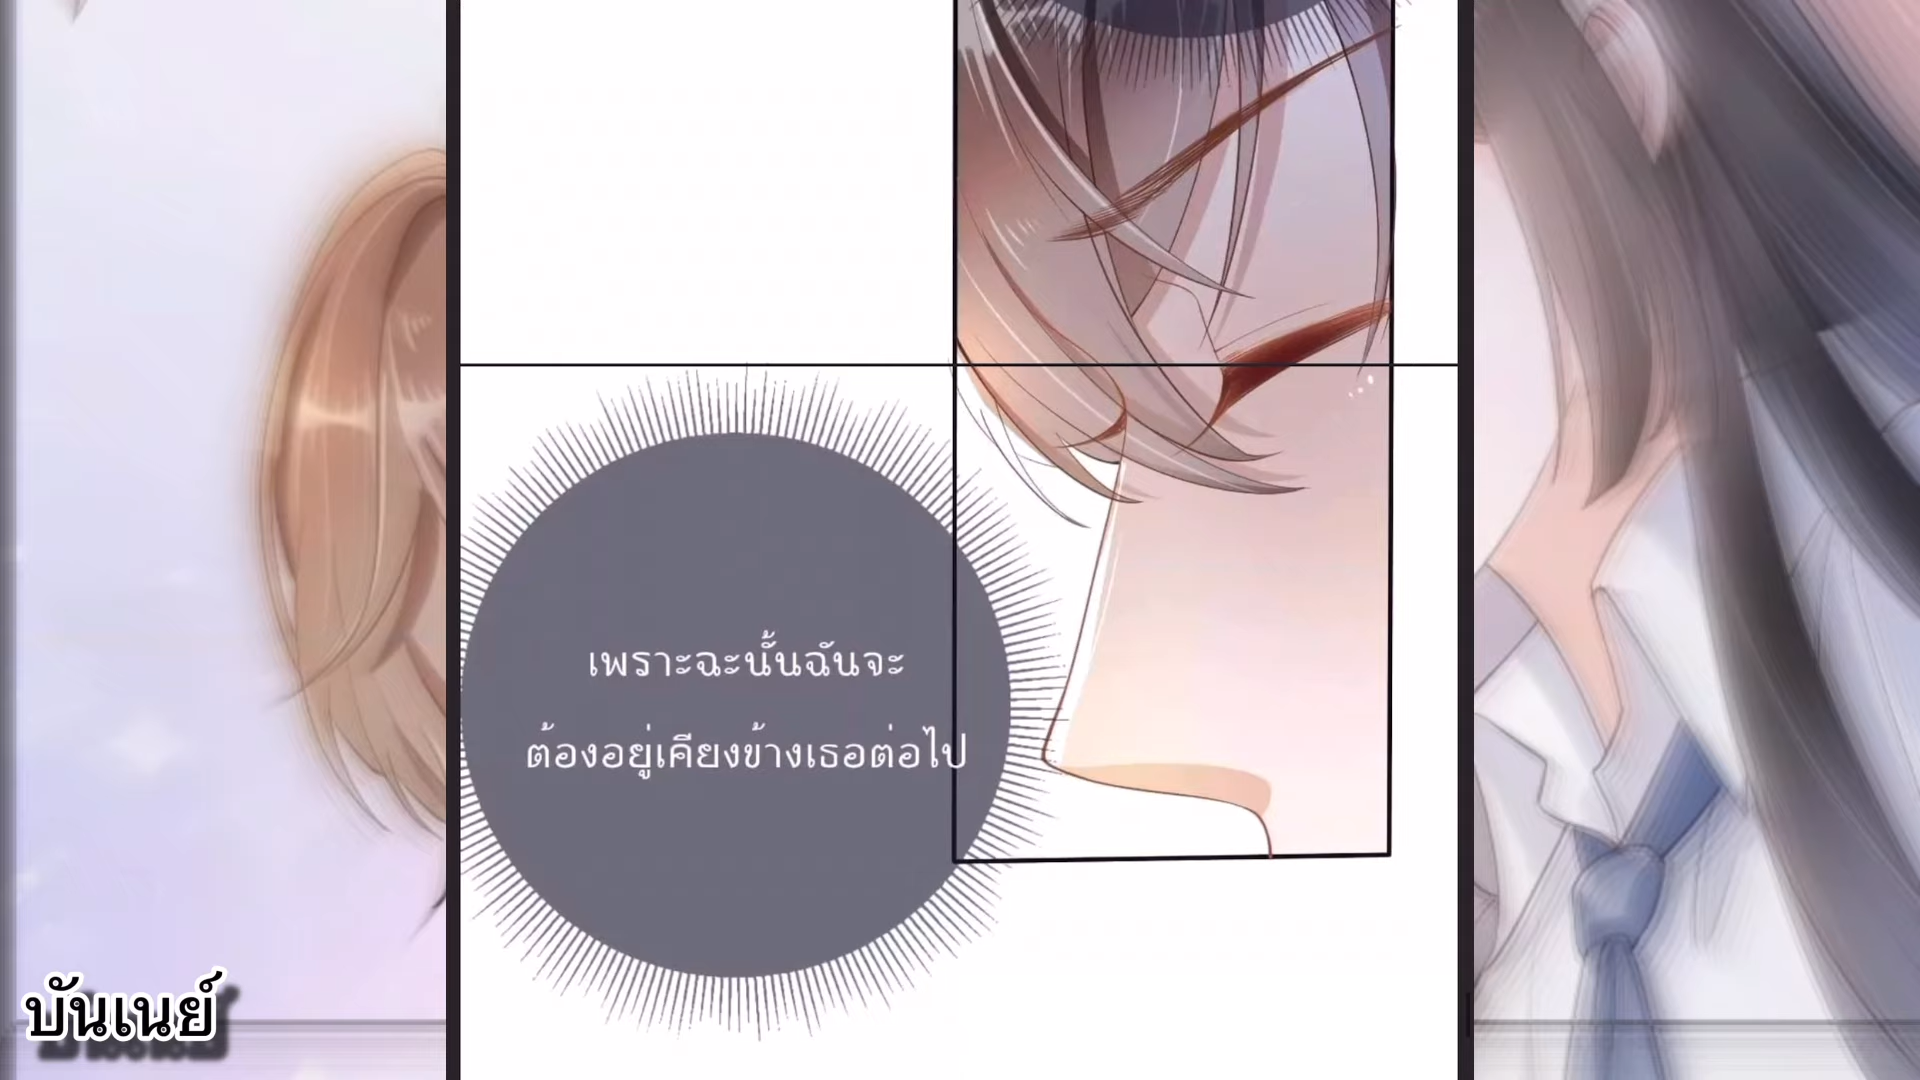 เพราะฉะนั้นฉันจะ
ต้องอยู่เคียงข้างเธอต่อไป
บันเนย์